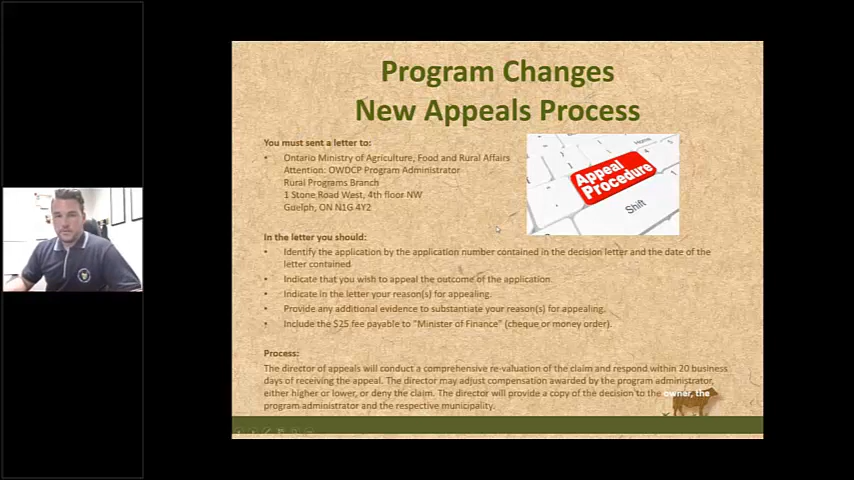 Program Changes
New Appeals Process
You must sent a letter to:
• Ontario Ministry of Agriculture, Food and Rural Affairs
Attention: OWDCP Program Administrator
Rural Programs Branch
1 Stone Road West, 4th floor NW
Guelph, ON N1G 4Y2
Home
Appeal
Procedure
Shift
In the letter you should:
• Identify the application by the application number contained in the decision letter and the date of the
letter contained
• Indicate that you wish to appeal the outcome of the application.
• Indicate in the letter your reason(s) for appealing.
• Provide any additional evidence to substantiate your reason(s) for appealing.
• Include the $25 fee payable to "Minister of Finance" (cheque or money order).
Process:
The director of appeals will conduct a comprehensive re-valuation of the claim and respond within 20 business
days of receiving the appeal. The director may adjust compensation awarded by the program administrator,
either higher or lower, or deny the claim. The director will provide a copy of the decision to the owner, the
program administrator and the respective municipality.